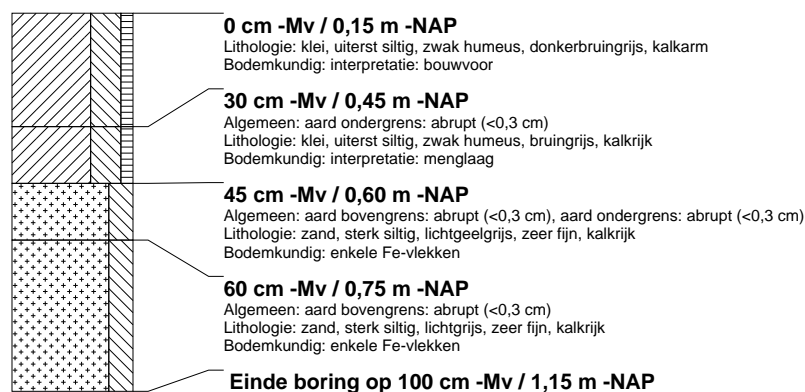 0 cm -Mv / 0,15 m -NAP
Lithologie: klei, uiterst siltig, zwak humeus, donkerbruingrijs, kalkarm
Bodemkundig: interpretatie: bouwvoor
30 cm -Mv / 0,45 m -NAP
Algemeen: aard ondergrens: abrupt (<0,3 cm)
Lithologie: klei, uiterst siltig, zwak humeus, bruingrijs, kalkrijk
Bodemkundig: interpretatie: menglaag
45 cm -Mv / 0,60 m -NAP
Algemeen: aard bovengrens: abrupt (<0,3 cm), aard ondergrens: abrupt (<0,3 cm)
Lithologie: zand, sterk siltig, lichtgeelgrijs, zeer fijn, kalkrijk
Bodemkundig: enkele Fe-vlekken
60 cm -Mv / 0,75 m -NAP
Algemeen: aard bovengrens: abrupt (<0,3 cm)
Lithologie: zand, sterk siltig, lichtgrijs, zeer fijn, kalkrijk
Bodemkundig: enkele Fe-vlekken
Einde boring op 100 cm -Mv / 1,15 m -NAP